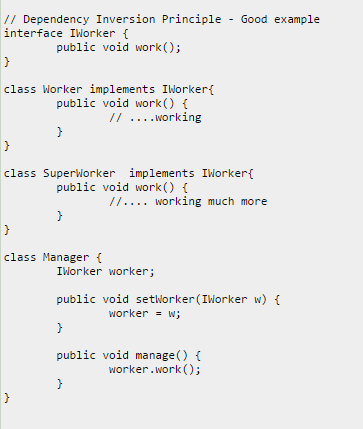 // Dependency Inversion Principle - Good example
interface IWorker {
        public void work();
}

class Worker implements IWorker{
        public void work() {
                // ....working
        }
}

class SuperWorker  implements IWorker{
        public void work() {
                //.... working much more
        }
}

class Manager {
        IWorker worker;

        public void setWorker(IWorker w) {
                worker = w;
        }

        public void manage() {
                worker.work();
        }
}